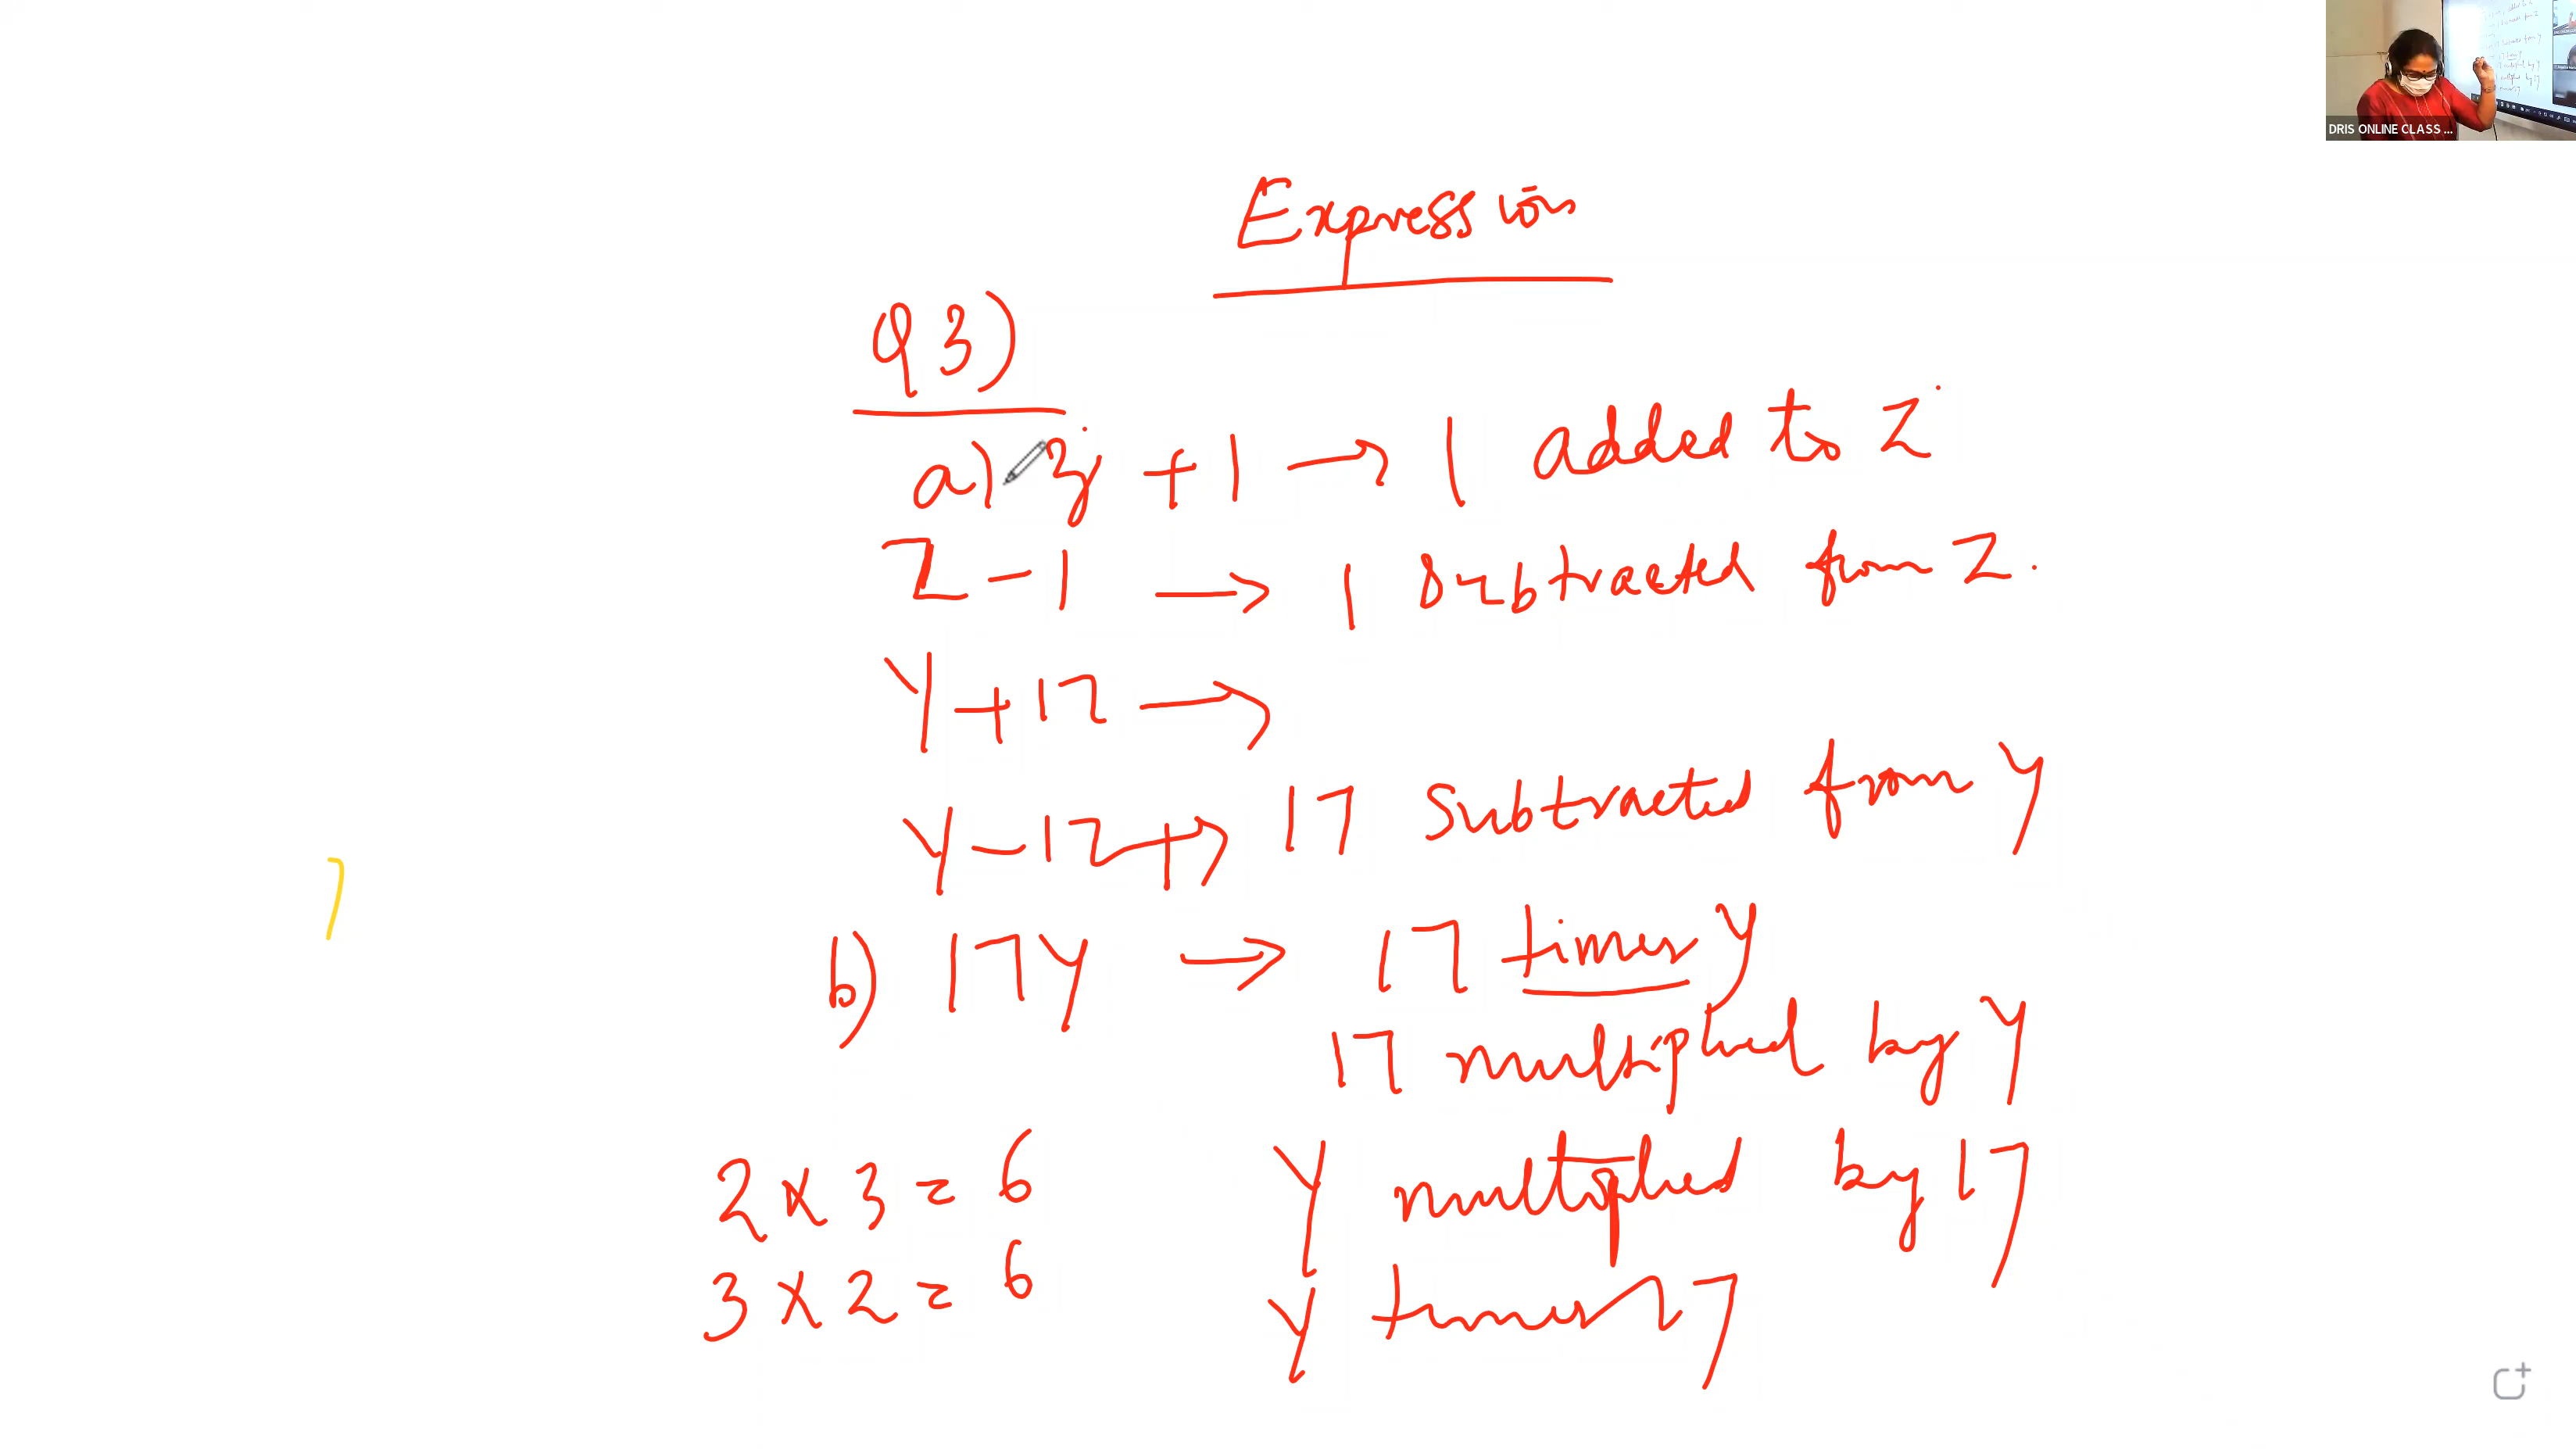 DRIS ONLINE CLASS ...
Expression
Q3)
a) z + 1 → 1 added to Z
Z - 1 → 1 subtracted from Z.
Y + 17 →
Y - 17 → 17 subtracted from Y
b) 17Y → 17 times Y
17 multiplied by Y
2 x 3 = 6
Y multiplied by 17
3 x 2 = 6
Y times 17